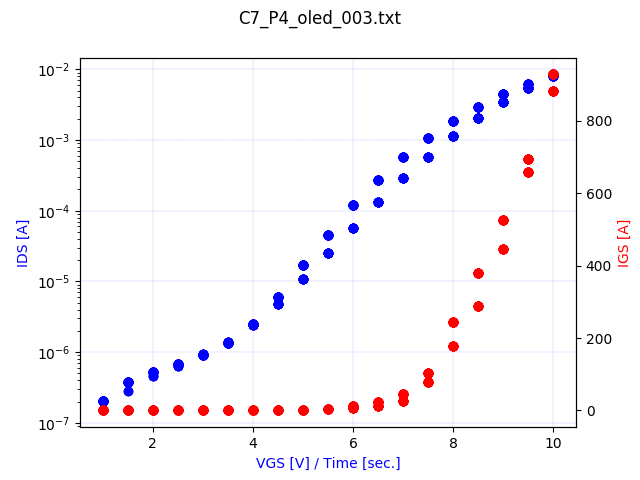 C7_P4_oled_003.txt
10⁻²
10⁻³
10⁻⁴
10⁻⁵
10⁻⁶
10⁻⁷
IDS [A]
800
600
400
200
0
IGS [A]
2 4 6 8 10
VGS [V] / Time [sec.]